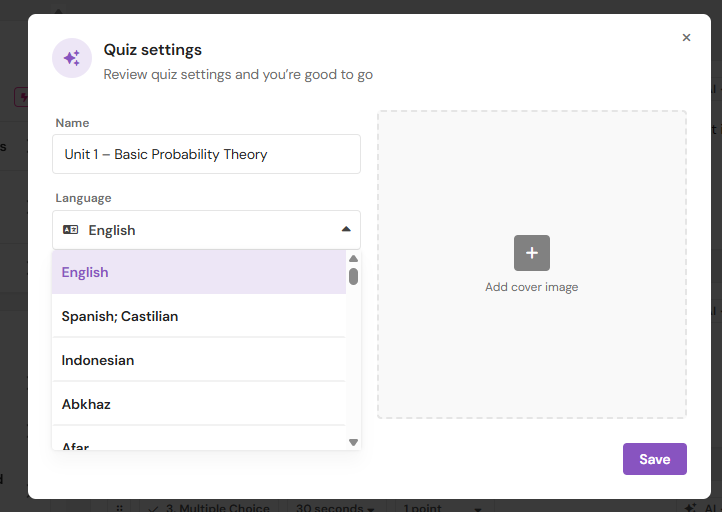 Quiz settings
Review quiz settings and you're good to go
Name
Unit 1 – Basic Probability Theory
Language
English
English
Spanish; Castilian
Indonesian
Abkhaz
Afar
Add cover image
Save
3. Multiple Choice 30 seconds 1 point AI